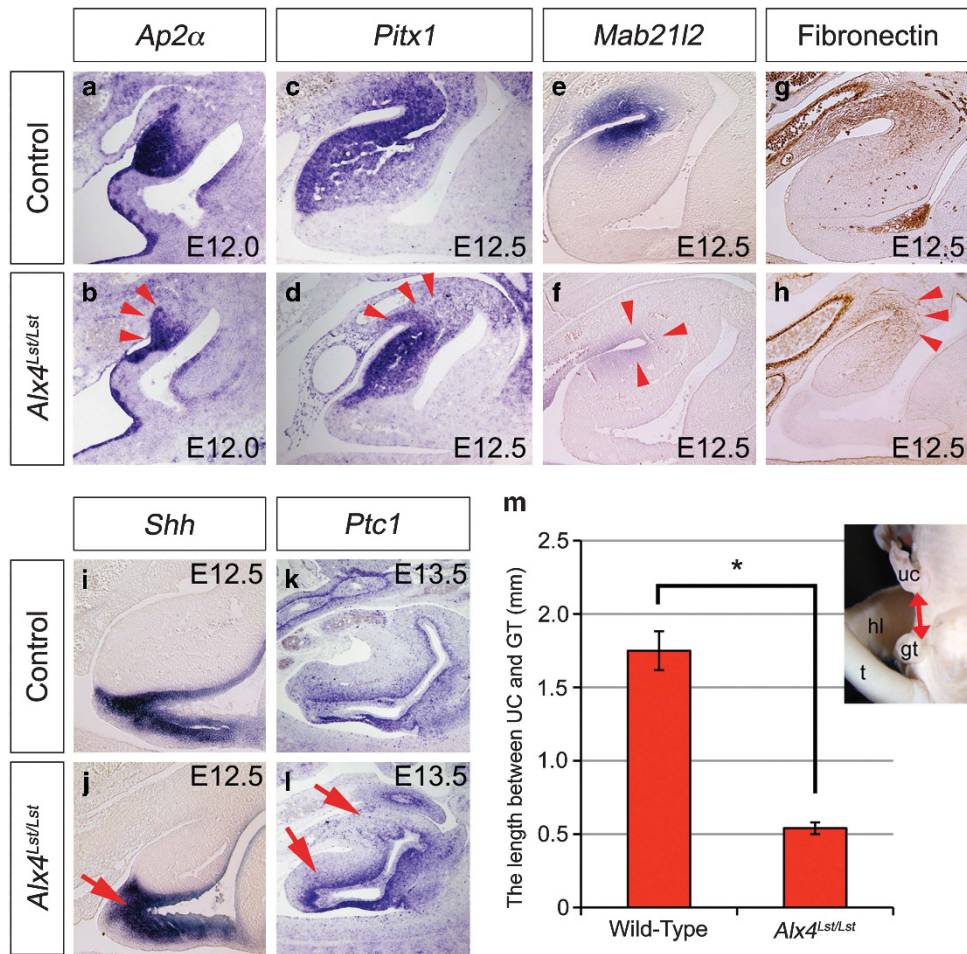 Ap2α
Pitx1
Mab21l2
Fibronectin
Control
a
E12.0
c
E12.5
e
E12.5
g
E12.5
Alx4Lst/Lst
b
E12.0
d
E12.5
f
E12.5
h
E12.5
Shh
Ptc1
Control
i
E12.5
k
E13.5
Alx4Lst/Lst
j
E12.5
l
E13.5
m
The length between UC and GT (mm)
2.5
2.0
1.5
1.0
0.5
0
*
Wild-Type
Alx4Lst/Lst
uc
hl
gt
t